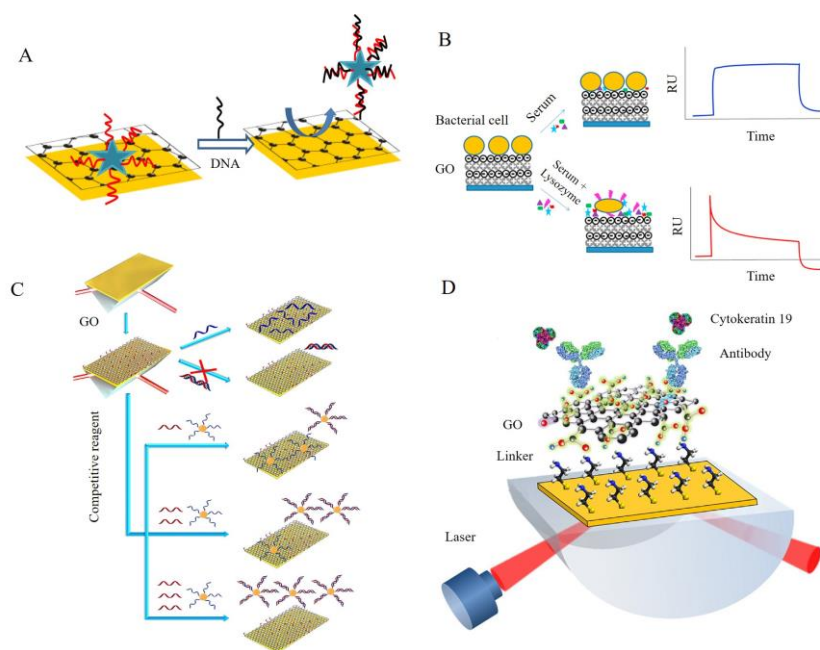 A
DNA
B
Bacterial cell
GO
Serum
Serum +
Lysozyme
RU
Time
RU
Time
C
GO
Competitive reagent
D
Cytokeratin 19
Antibody
GO
Linker
Laser